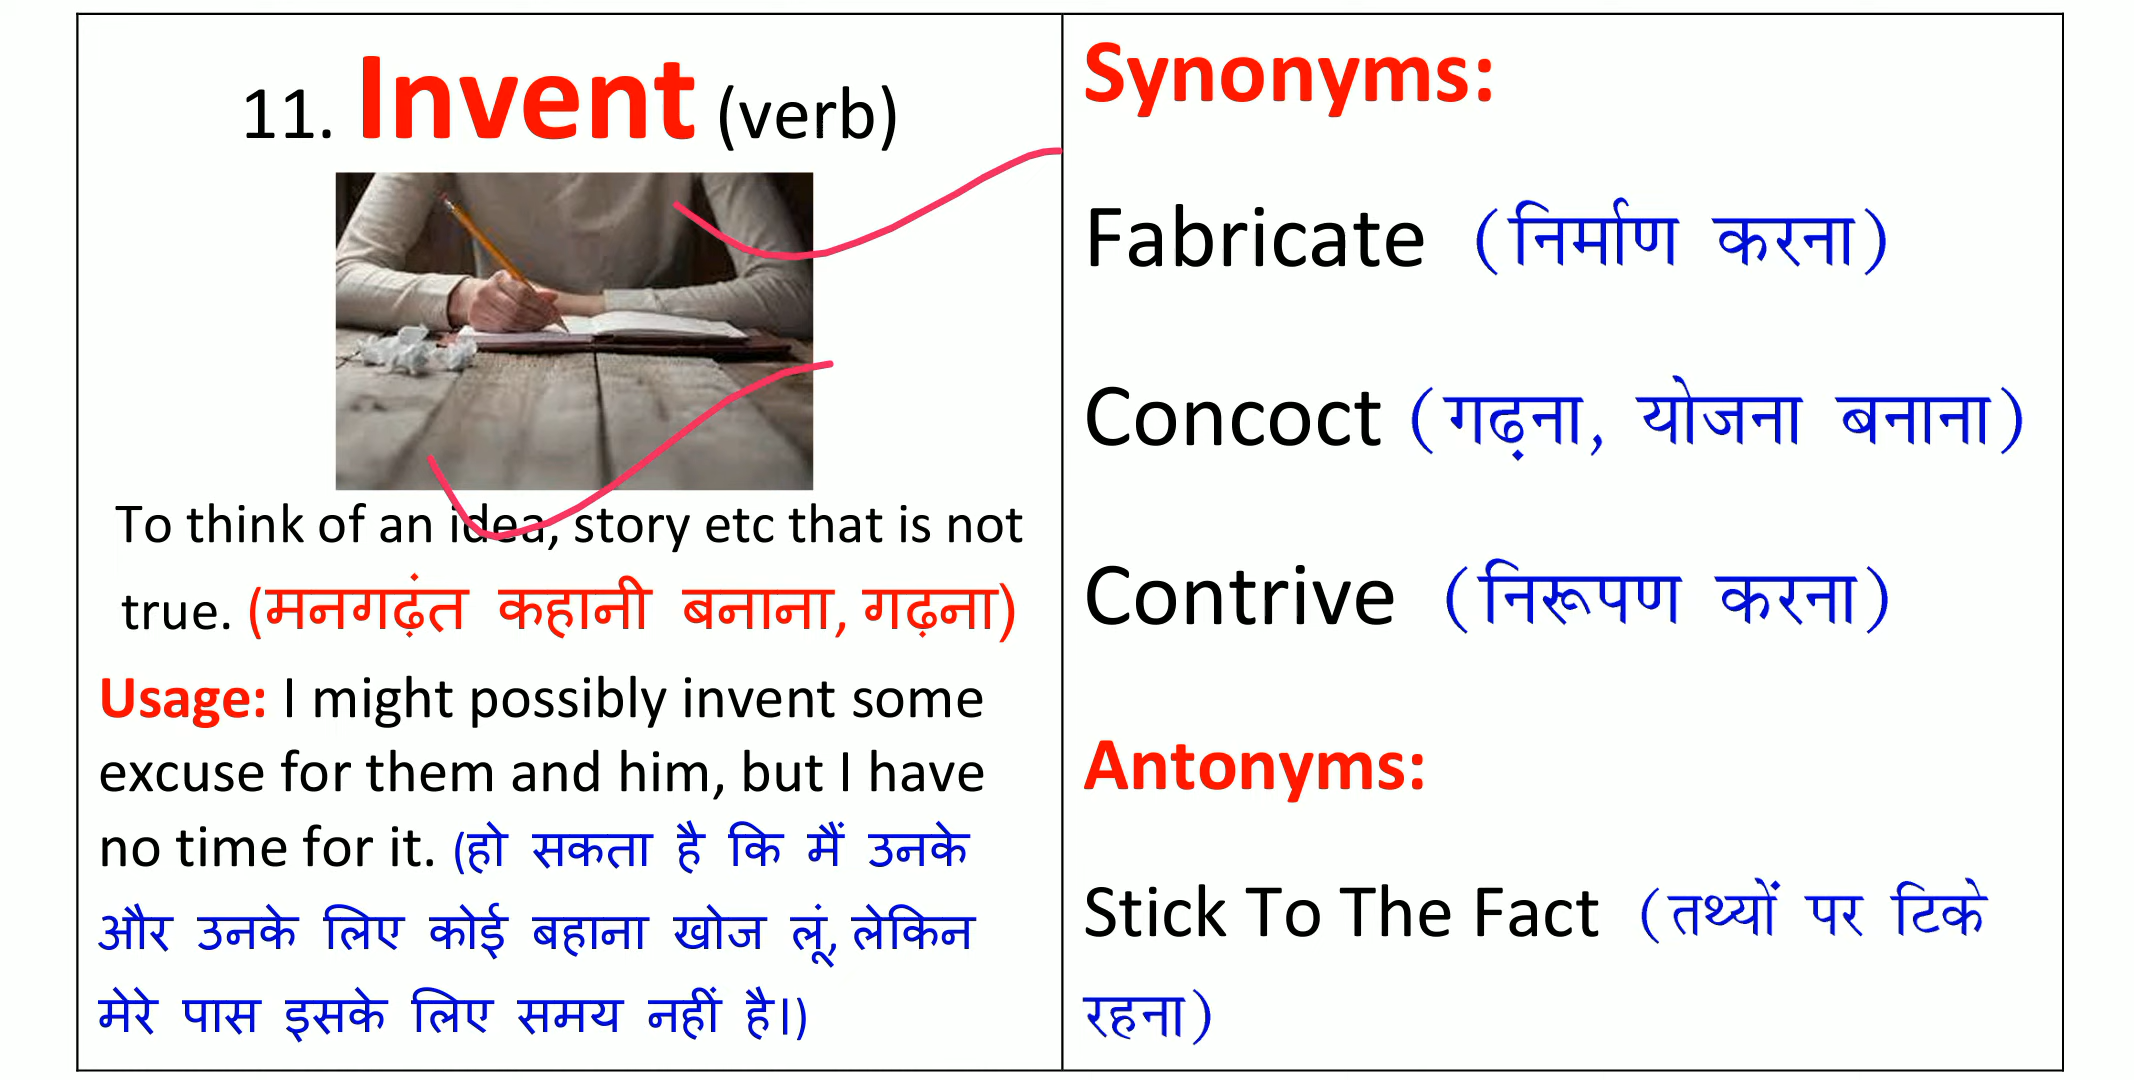 11. Invent (verb)
To think of an idea, story etc that is not
true. (मनगढ़ंत कहानी बनाना, गढ़ना)
Usage: I might possibly invent some
excuse for them and him, but I have
no time for it. (हो सकता है कि मैं उनके
और उनके लिए कोई बहाना खोज लूं, लेकिन
मेरे पास इसके लिए समय नहीं है।)
Synonyms:
Fabricate (निर्माण करना)
Concoct (गढ़ना, योजना बनाना)
Contrive (निरूपण करना)
Antonyms:
Stick To The Fact (तथ्यों पर टिके
रहना)